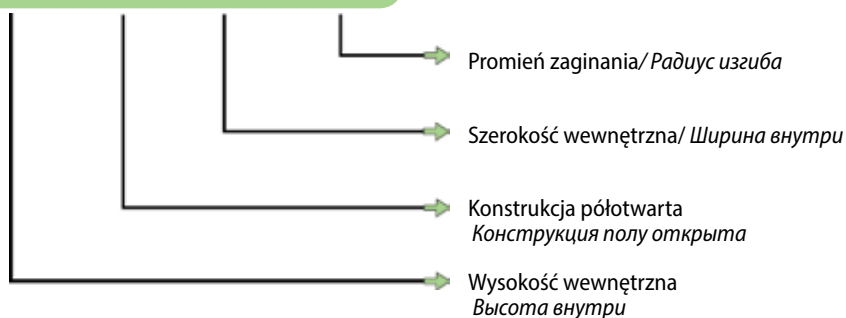 Promień zaginania/ Радиус изгиба
Szerokość wewnętrzna/ Ширина внутри
Konstrukcja półotwarta
Конструкция полу открыта
Wysokość wewnętrzna
Высота внутри